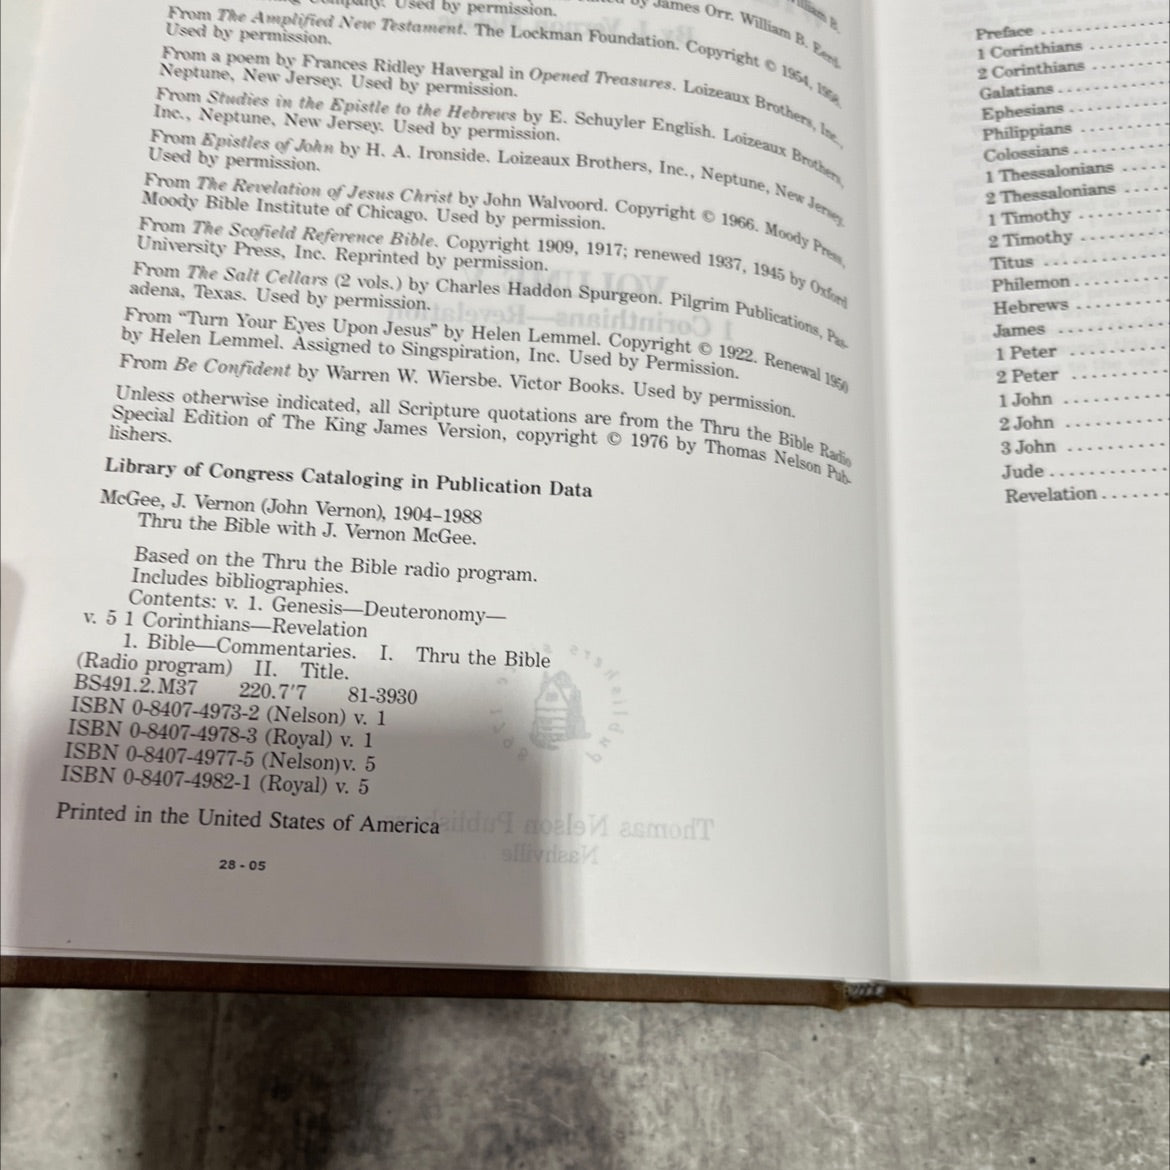 Company. Used by permission.
by James Orr. William B. Eerd-
From The Amplified New Testament. The Lockman Foundation. Copyright © 1954, 1958.
Used by permission.
From a poem by Frances Ridley Havergal in Opened Treasures. Loizeaux Brothers, Inc.,
Neptune, New Jersey. Used by permission.
From Studies in the Epistle to the Hebrews by E. Schuyler English. Loizeaux Brothers,
Inc., Neptune, New Jersey. Used by permission.
From Epistles of John by H. A. Ironside. Loizeaux Brothers, Inc., Neptune, New Jersey.
Used by permission.
From The Revelation of Jesus Christ by John Walvoord. Copyright © 1966. Moody Press,
Moody Bible Institute of Chicago. Used by permission.
From The Scofield Reference Bible. Copyright 1909, 1917; renewed 1937, 1945 by Oxford
University Press, Inc. Reprinted by permission.
From The Salt Cellars (2 vols.) by Charles Haddon Spurgeon. Pilgrim Publications, Pas-
adena, Texas. Used by permission.
From “Turn Your Eyes Upon Jesus” by Helen Lemmel. Copyright © 1922. Renewal 1950
by Helen Lemmel. Assigned to Singspiration, Inc. Used by Permission.
From Be Confident by Warren W. Wiersbe. Victor Books. Used by permission.
Unless otherwise indicated, all Scripture quotations are from the Thru the Bible Radio
Special Edition of The King James Version, copyright © 1976 by Thomas Nelson Pub-
lishers.
Library of Congress Cataloging in Publication Data
McGee, J. Vernon (John Vernon), 1904–1988
Thru the Bible with J. Vernon McGee.
Based on the Thru the Bible radio program.
Includes bibliographies.
Contents: v. 1. Genesis—Deuteronomy—
v. 5 1 Corinthians—Revelation
1. Bible—Commentaries. I. Thru the Bible
(Radio program) II. Title.
BS491.2.M37 220.7'7 81-3930
ISBN 0-8407-4973-2 (Nelson) v. 1
ISBN 0-8407-4978-3 (Royal) v. 1
ISBN 0-8407-4977-5 (Nelson)v. 5
ISBN 0-8407-4982-1 (Royal) v. 5
Printed in the United States of America
28 - 05
Preface
1 Corinthians
2 Corinthians
Galatians
Ephesians
Philippians
Colossians
1 Thessalonians
2 Thessalonians
1 Timothy
2 Timothy
Titus
Philemon
Hebrews
James
1 Peter
2 Peter
1 John
2 John
3 John
Jude
Revelation